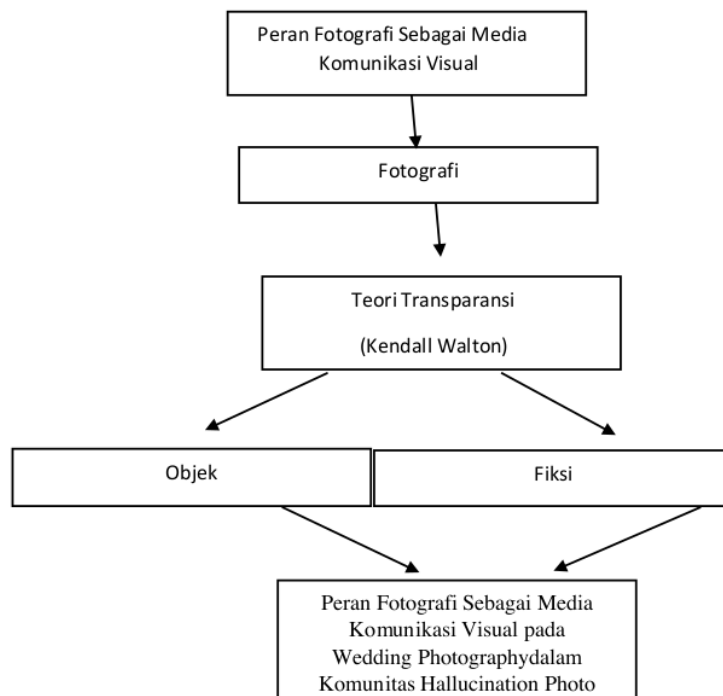 Peran Fotografi Sebagai Media
Komunikasi Visual
Fotografi
Teori Transparansi
(Kendall Walton)
Objek
Fiksi
Peran Fotografi Sebagai Media
Komunikasi Visual pada
Wedding Photographydalam
Komunitas Hallucination Photo